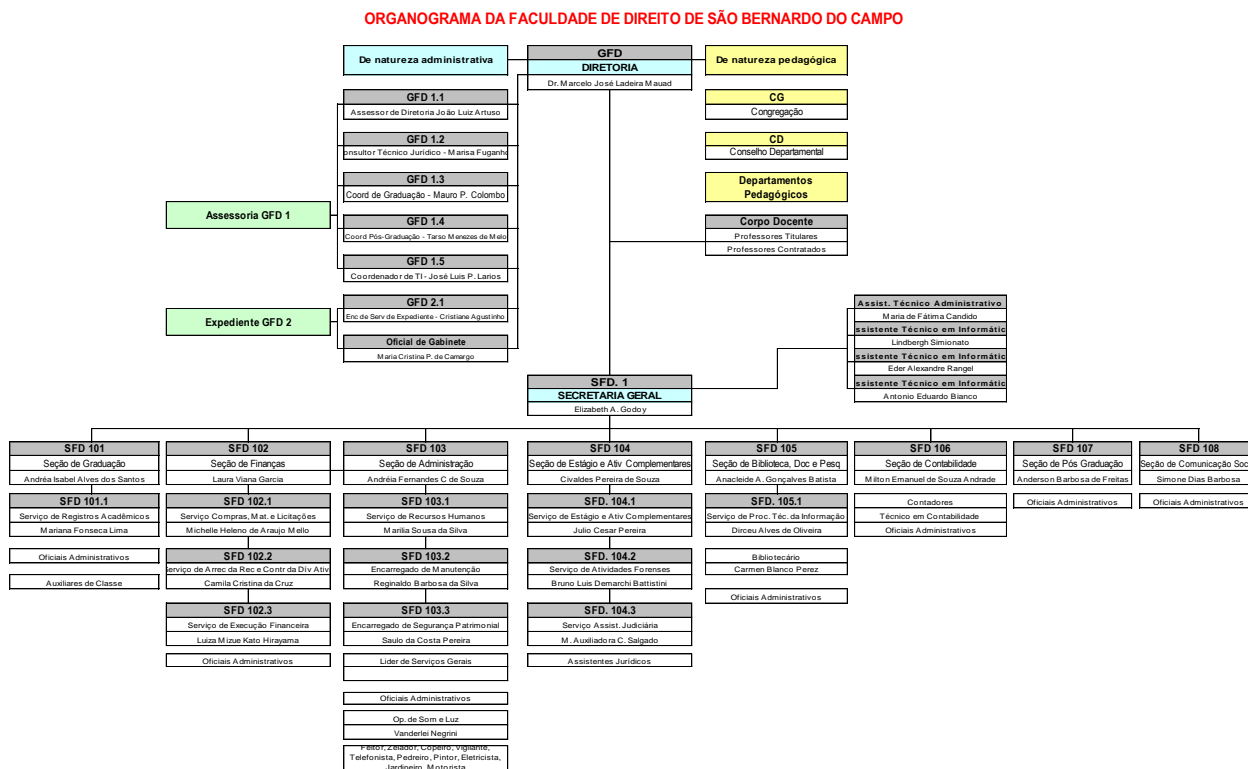 ORGANOGRAMA DA FACULDADE DE DIREITO DE SÃO BERNARDO DO CAMPO
De natureza administrativa
GFD
DIRETORIA
Dr. Marcelo José Ladeira Mauad
De natureza pedagógica
GFD 1.1
Assessor de Diretoria João Luiz Artuso
GFD 1.2
onsultor Técnico Jurídico - Marisa Fuganho
GFD 1.3
Coord de Graduação - Mauro P. Colombo
GFD 1.4
Coord Pós-Graduação - Tarso Menezes de Melo
GFD 1.5
Coordenador de TI - José Luis P. Larios
Assessoria GFD 1
GFD 2.1
Enc de Serv de Expediente - Cristiane Agustinho
Oficial de Gabinete
Maria Cristina P. de Camargo
Expediente GFD 2
CG
Congregação
CD
Conselho Departamental
Departamentos
Pedagógicos
Corpo Docente
Professores Titulares
Professores Contratados
Assist. Técnico Administrativo
Maria de Fátima Candido
ssistente Técnico em Informátic
Lindbergh Simionato
ssistente Técnico em Informátic
Eder Alexandre Rangel
ssistente Técnico em Informátic
Antonio Eduardo Bianco
SFD. 1
SECRETARIA GERAL
Elizabeth A. Godoy
SFD 101
Seção de Graduação
Andréa Isabel Alves dos Santos
SFD 101.1
Serviço de Registros Acadêmicos
Mariana Fonseca Lima
Oficiais Administrativos
Auxiliares de Classe
SFD 102
Seção de Finanças
Laura Viana Garcia
SFD 102.1
Serviço Compras, Mat. e Licitações
Michelle Heleno de Araujo Mello
SFD 102.2
erviço de Arrec da Rec e Contr da Div Ativ
Camila Cristina da Cruz
SFD 102.3
Serviço de Execução Financeira
Luiza Mizue Kato Hirayama
Oficiais Administrativos
SFD 103
Seção de Administração
Andréia Fernandes C de Souza
SFD 103.1
Serviço de Recursos Humanos
Marília Sousa da Silva
SFD 103.2
Encarregado de Manutenção
Reginaldo Barbosa da Silva
SFD 103.3
Encarregado de Segurança Patrimonial
Saulo da Costa Pereira
Lider de Serviços Gerais
Oficiais Administrativos
Op. de Som e Luz
Vanderlei Negrini
Feitor, Zelador, Copeiro, Vigilante,
Telefonista, Pedreiro, Pintor, Eletricista,
Jardineiro, Motorista
SFD 104
Seção de Estágio e Ativ Complementares
Civaldes Pereira de Souza
SFD. 104.1
Serviço de Estágio e Ativ Complementares
Julio Cesar Pereira
SFD. 104.2
Serviço de Atividades Forenses
Bruno Luis Demarchi Battistini
SFD. 104.3
Serviço Assist. Judiciária
M. Auxiliadora C. Salgado
Assistentes Jurídicos
SFD 105
Seção de Biblioteca, Doc e Pesq
Anacleide A. Gonçalves Batista
SFD. 105.1
Serviço de Proc. Téc. da Informação
Dirceu Alves de Oliveira
Bibliotecário
Carmen Blanco Perez
Oficiais Administrativos
SFD 106
Seção de Contabilidade
Milton Emanuel de Souza Andrade
Contadores
Técnico em Contabilidade
Oficiais Administrativos
SFD 107
Seção de Pós Graduação
Anderson Barbosa de Freitas
Oficiais Administrativos
SFD 108
Seção de Comunicação Soc
Simone Dias Barbosa
Oficiais Administrativos